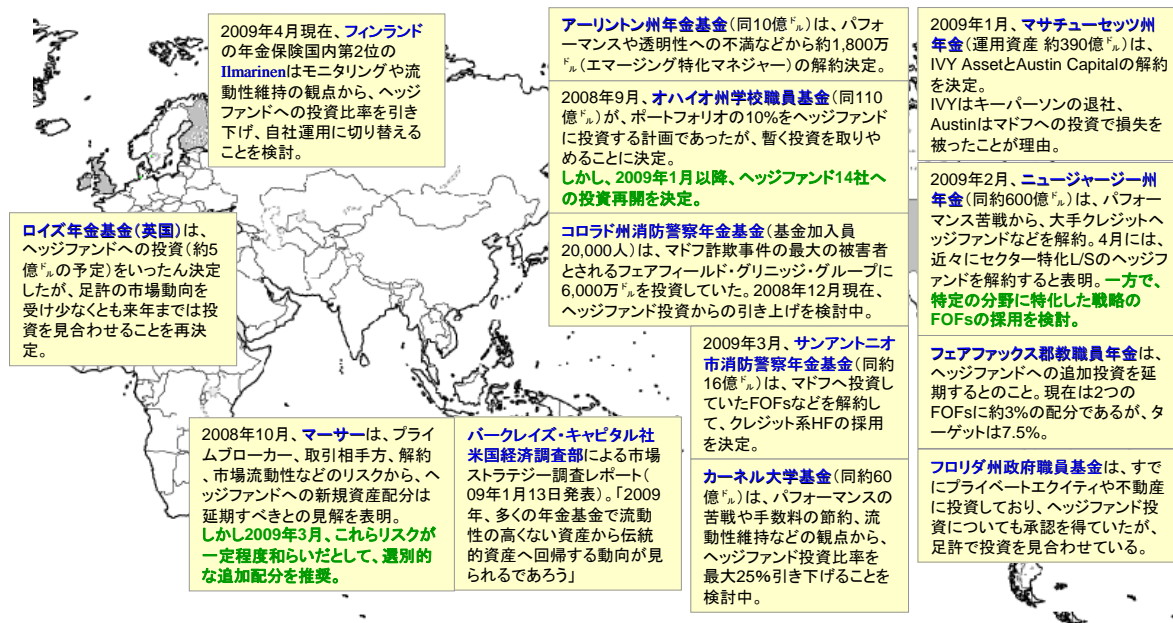 2009年4月現在、フィンランド
の年金保険国内第2位の
Ilmarinenはモニタリングや流
動性維持の観点から、ヘッジ
ファンドへの投資比率を引き
下げ、自社運用に切り替える
ことを検討。
ロイズ年金基金(英国)は、
ヘッジファンドへの投資(約5
億㌦の予定)をいったん決定
したが、足許の市場動向を
受け少なくとも来年までは投
資を見合わせることを再決
定。
2008年10月、マーサーは、プライ
ムブローカー、取引相手方、解約
、市場流動性などのリスクから、ヘ
ッジファンドへの新規資産配分は
延期すべきとの見解を表明。
しかし2009年3月、これらリスクが
一定程度和らいだとして、選別的
な追加配分を推奨。
バークレイズ・キャピタル社
米国経済調査部による市場
ストラテジー調査レポート(
09年1月13日発表)。「2009
年、多くの年金基金で流動
性の高くない資産から伝統
的資産へ回帰する動向が見
られるであろう」
アーリントン州年金基金(同10億㌦)は、パフォ
ーマンスや透明性への不満などから約1,800万
㌦(エマージング特化マネジャー)の解約決定。
2008年9月、オハイオ州学校職員基金(同110
億㌦)が、ポートフォリオの10%をヘッジファンド
に投資する計画であったが、暫く投資を取りや
めることに決定。
しかし、2009年1月以降、ヘッジファンド14社へ
の投資再開を決定。
コロラド州消防警察年金基金(基金加入員
20,000人)は、マドフ詐欺事件の最大の被害者
とされるフェアフィールド・グリニッジ・グループに
6,000万㌦を投資していた。2008年12月現在、
ヘッジファンド投資からの引き上げを検討中。
2009年3月、サンアントニオ
市消防警察年金基金(同約
16億㌦)は、マドフへ投資し
ていたFOFsなどを解約し
て、クレジット系HFの採用
を決定。
カーネル大学基金(同約60
億㌦)は、パフォーマンスの
苦戦や手数料の節約、流
動性維持などの観点から、
ヘッジファンド投資比率を
最大25%引き下げることを
検討中。
2009年1月、マサチューセッツ州
年金(運用資産 約390億㌦)は、
IVY AssetとAustin Capitalの解約
を決定。
IVYはキーパーソンの退社、
Austinはマドフへの投資で損失を
被ったことが理由。
2009年2月、ニュージャージー州
年金(同約600億㌦)は、パフォー
マンス苦戦から、大手クレジットヘ
ッジファンドなどを解約。4月には、
近々にセクター特化L/Sのヘッジフ
ァンドを解約すると表明。一方で、
特定の分野に特化した戦略の
FOFsの採用を検討。
フェアファックス郡教職員年金は、
ヘッジファンドへの追加投資を延
期するとのこと。現在は2つの
FOFsに約3%の配分であるが、タ
ーゲットは7.5%。
フロリダ州政府職員基金は、すで
にプライベートエクイティや不動産
に投資しており、ヘッジファンド投
資についても承認を得ていたが、
足許で投資を見合わせている。